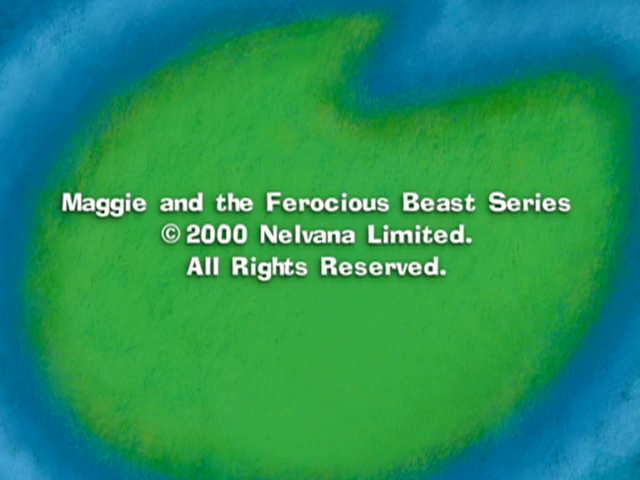 Maggie and the Ferocious Beast Series
© 2000 Nelvana Limited.
All Rights Reserved.